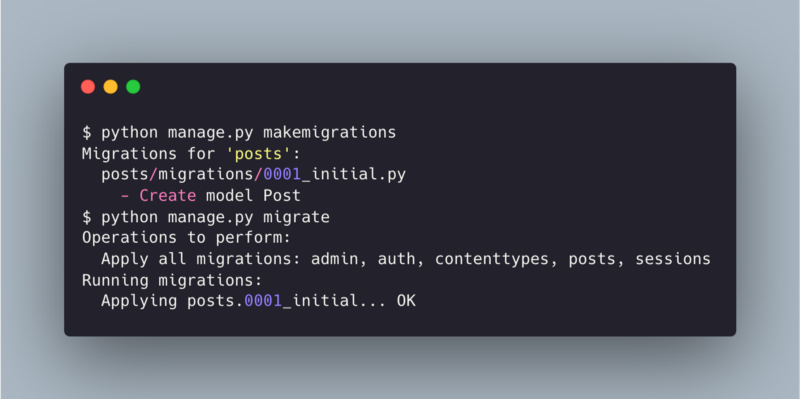 $ python manage.py makemigrations
Migrations for 'posts':
  posts/migrations/0001_initial.py
    - Create model Post
$ python manage.py migrate
Operations to perform:
  Apply all migrations: admin, auth, contenttypes, posts, sessions
Running migrations:
  Applying posts.0001_initial... OK